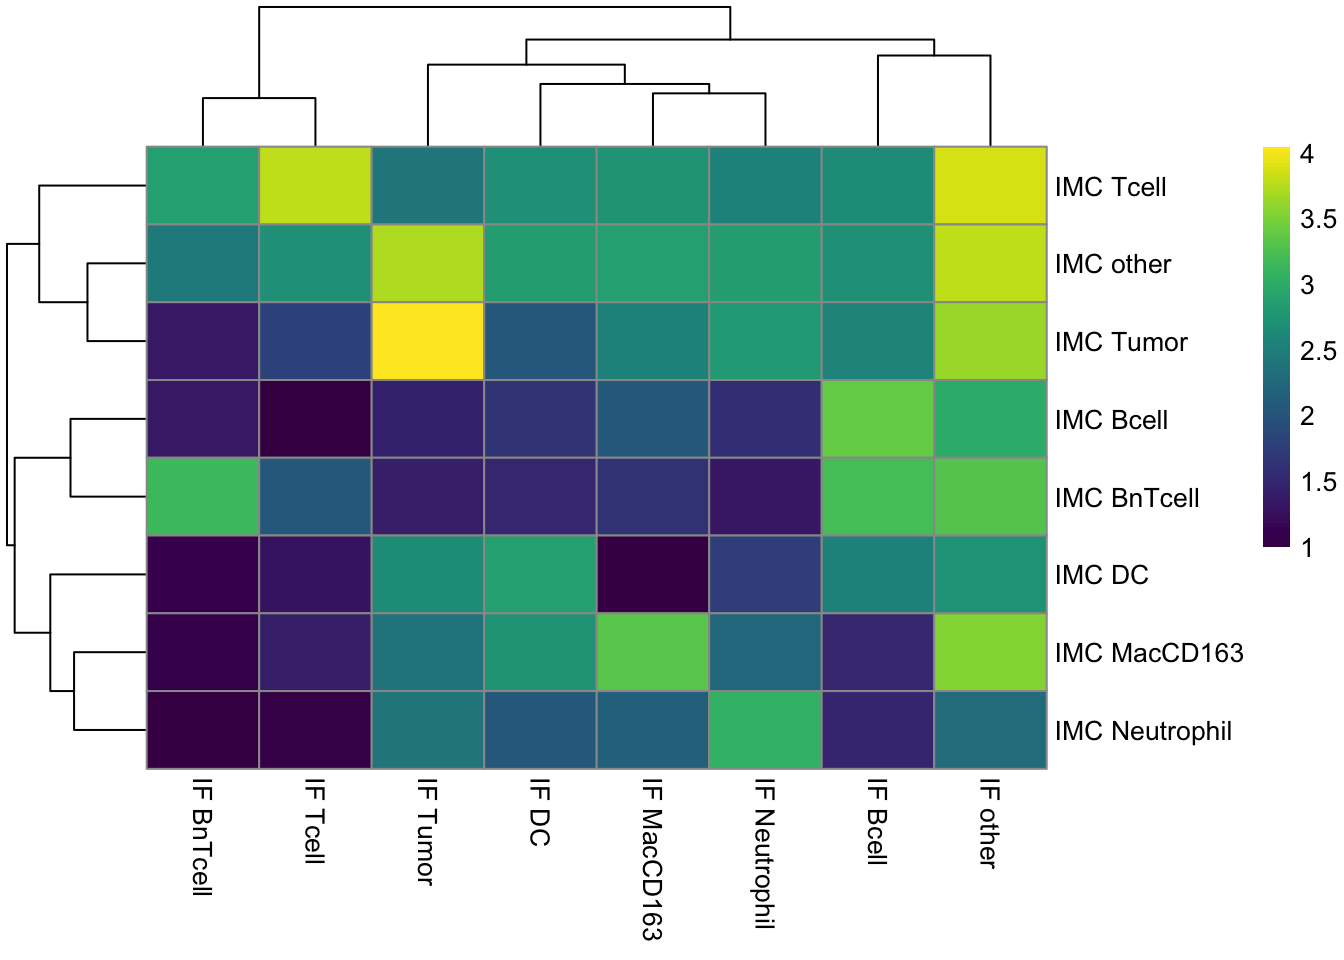 IMC Tcell
IMC other
IMC Tumor
IMC Bcell
IMC BnTcell
IMC DC
IMC MacCD163
IMC Neutrophil
4
3.5
3
2.5
2
1.5
1
IF BnTcell
IF Tcell
IF Tumor
IF DC
IF MacCD163
IF Neutrophil
IF Bcell
IF other